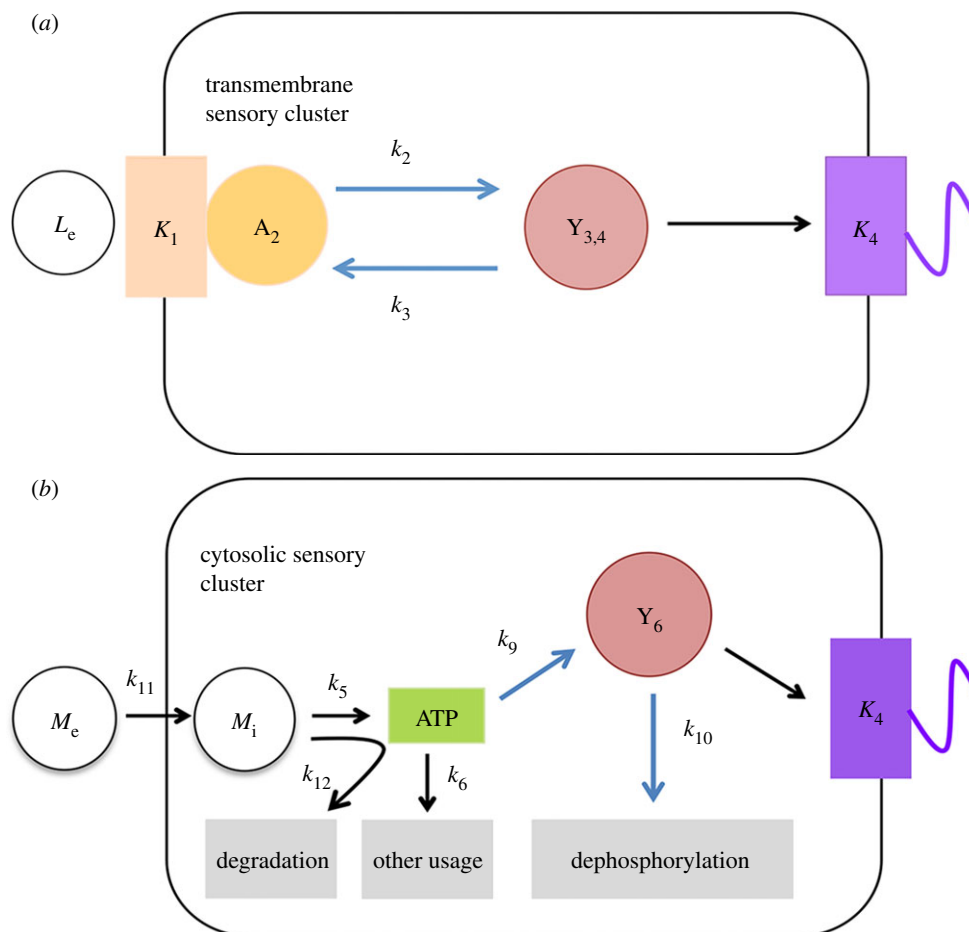 (a)
transmembrane
sensory cluster
k2
Le
K1
A2
Y3,4
K4
k3
(b)
cytosolic sensory
cluster
Y6
k9
k11
k5
Me
Mi
ATP
K4
k10
k12
k6
degradation
other usage
dephosphorylation